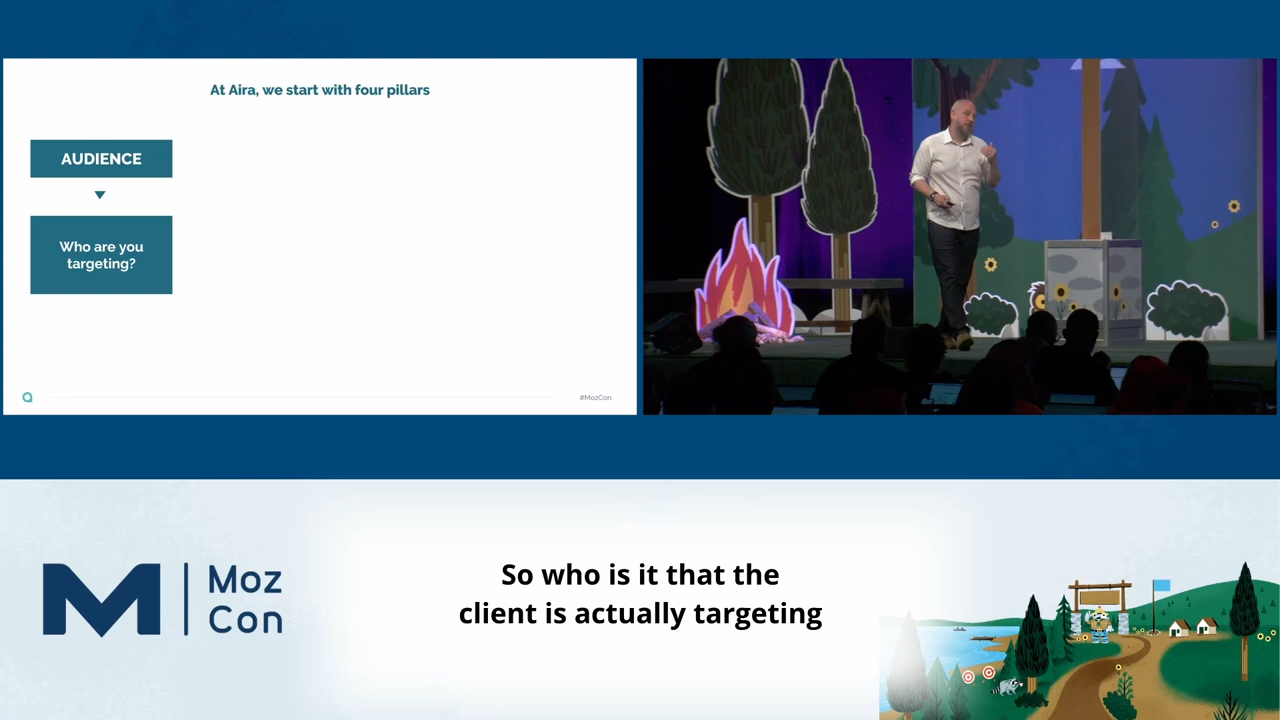 At Aira, we start with four pillars
AUDIENCE
Who are you
targeting?
#MozCon
Moz
Con
So who is it that the
client is actually targeting